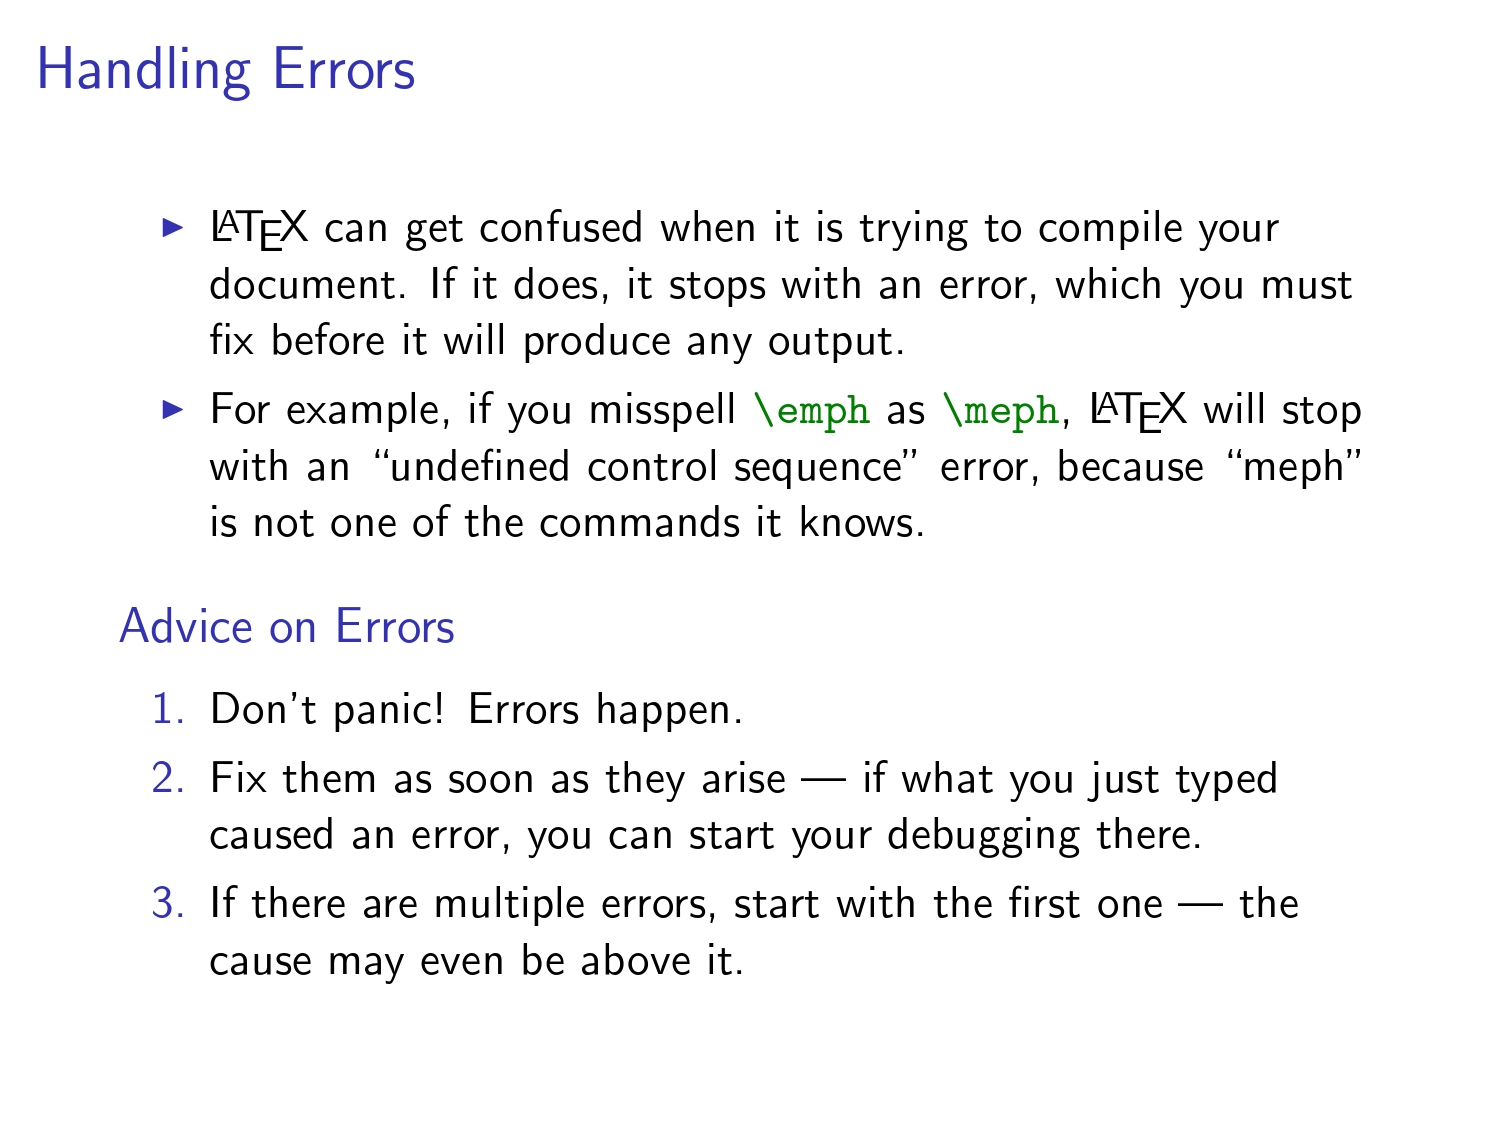 Handling Errors
▶ LATEX can get confused when it is trying to compile your
document. If it does, it stops with an error, which you must
fix before it will produce any output.
▶ For example, if you misspell \emph as \meph, LATEX will stop
with an “undefined control sequence” error, because “meph”
is not one of the commands it knows.
Advice on Errors
1. Don’t panic! Errors happen.
2. Fix them as soon as they arise — if what you just typed
caused an error, you can start your debugging there.
3. If there are multiple errors, start with the first one — the
cause may even be above it.